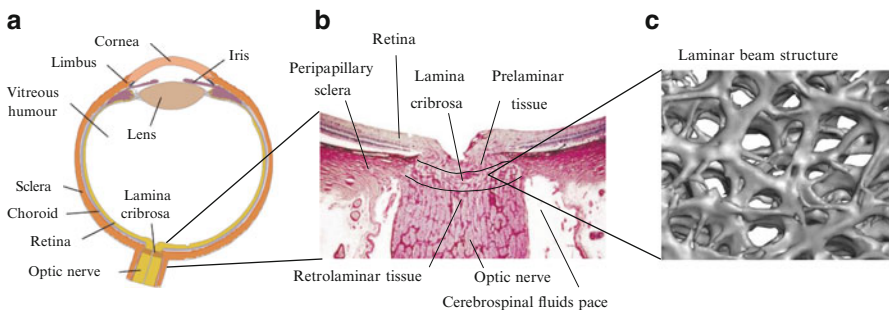 a
Cornea
Limbus
Iris
Vitreous
humour
Lens
Sclera
Choroid
Retina
Lamina
cribrosa
Optic nerve
b
Retina
Peripapillary
sclera
Lamina
cribrosa
Prelaminar
tissue
Retrolaminar tissue
Optic nerve
Cerebrospinal fluids pace
c
Laminar beam structure